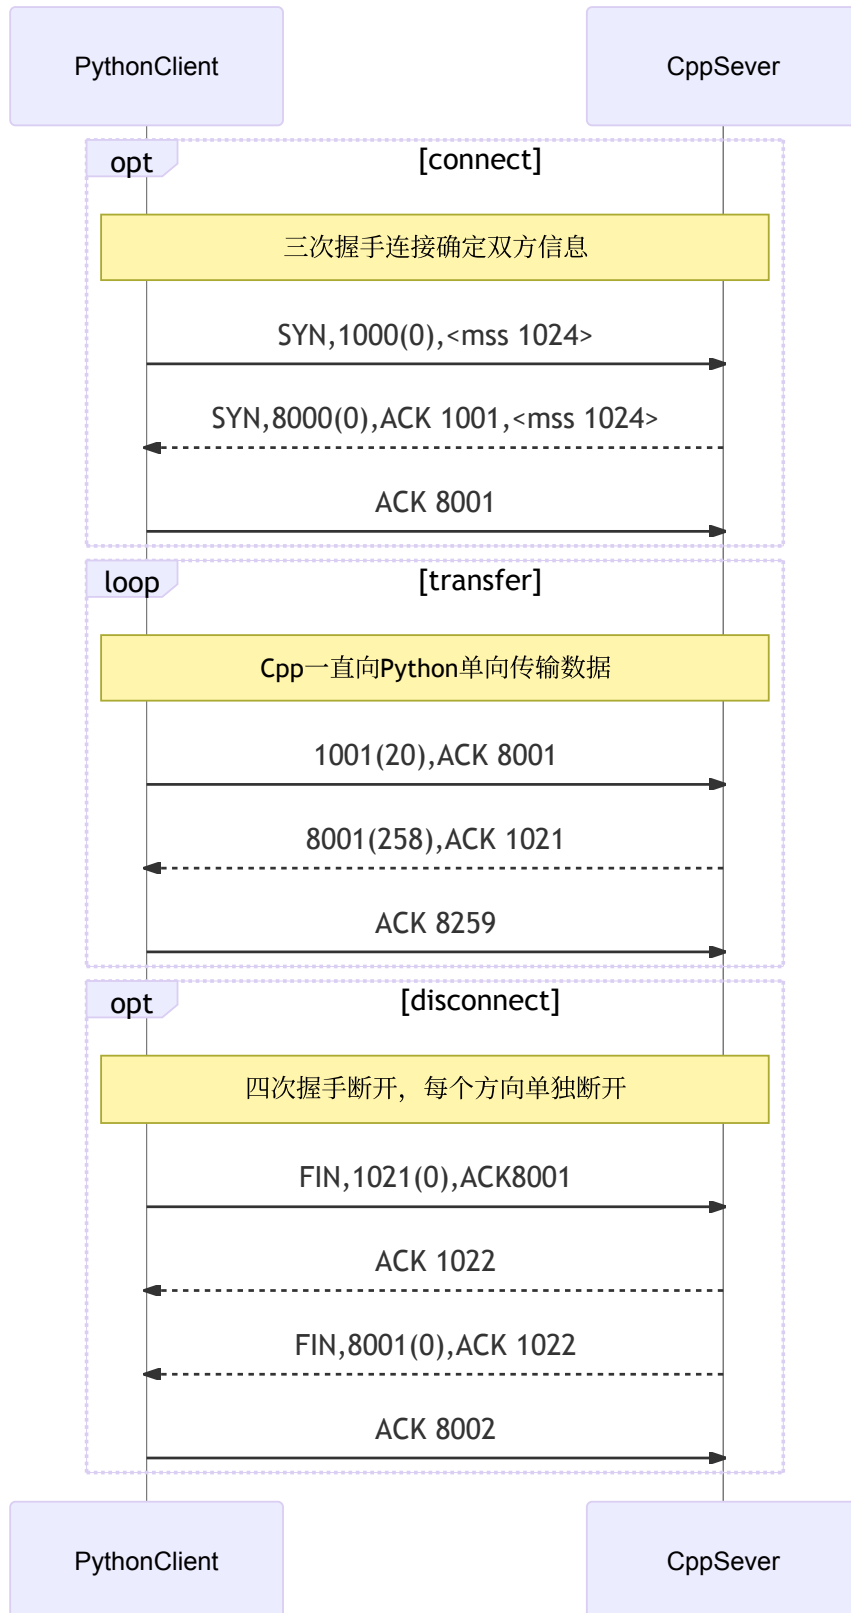 PythonClient
CppSever
opt
[connect]
三次握手连接确定双方信息
SYN,1000(0),<mss 1024>
SYN,8000(0),ACK 1001,<mss 1024>
ACK 8001
loop
[transfer]
Cpp一直向Python单向传输数据
1001(20),ACK 8001
8001(258),ACK 1021
ACK 8259
opt
[disconnect]
四次握手断开，每个方向单独断开
FIN,1021(0),ACK8001
ACK 1022
FIN,8001(0),ACK 1022
ACK 8002
PythonClient
CppSever